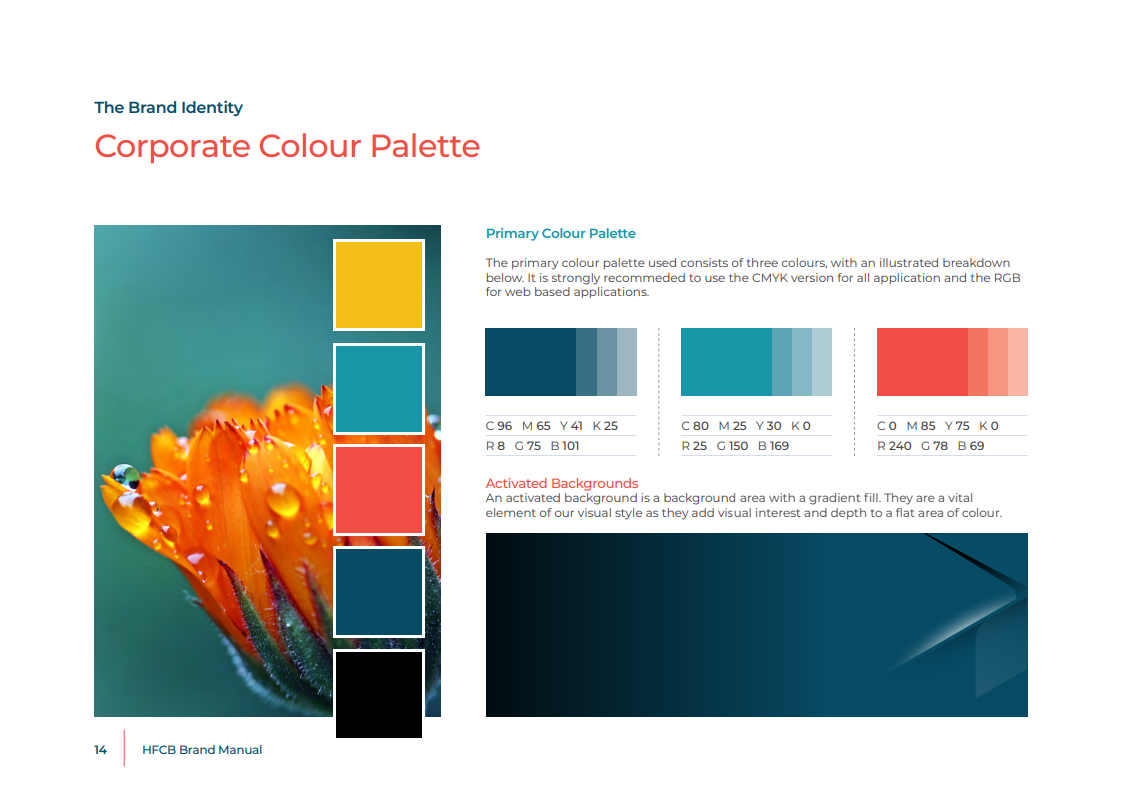 The Brand Identity
Corporate Colour Palette
Primary Colour Palette
The primary colour palette used consists of three colours, with an illustrated breakdown
below. It is strongly recommeded to use the CMYK version for all application and the RGB
for web based applications.
C 96 M 65 Y 41 K 25
R 8 G 75 B 101
C 80 M 25 Y 30 K 0
R 25 G 150 B 169
C 0 M 85 Y 75 K 0
R 240 G 78 B 69
Activated Backgrounds
An activated background is a background area with a gradient fill. They are a vital
element of our visual style as they add visual interest and depth to a flat area of colour.
14
HFCB Brand Manual